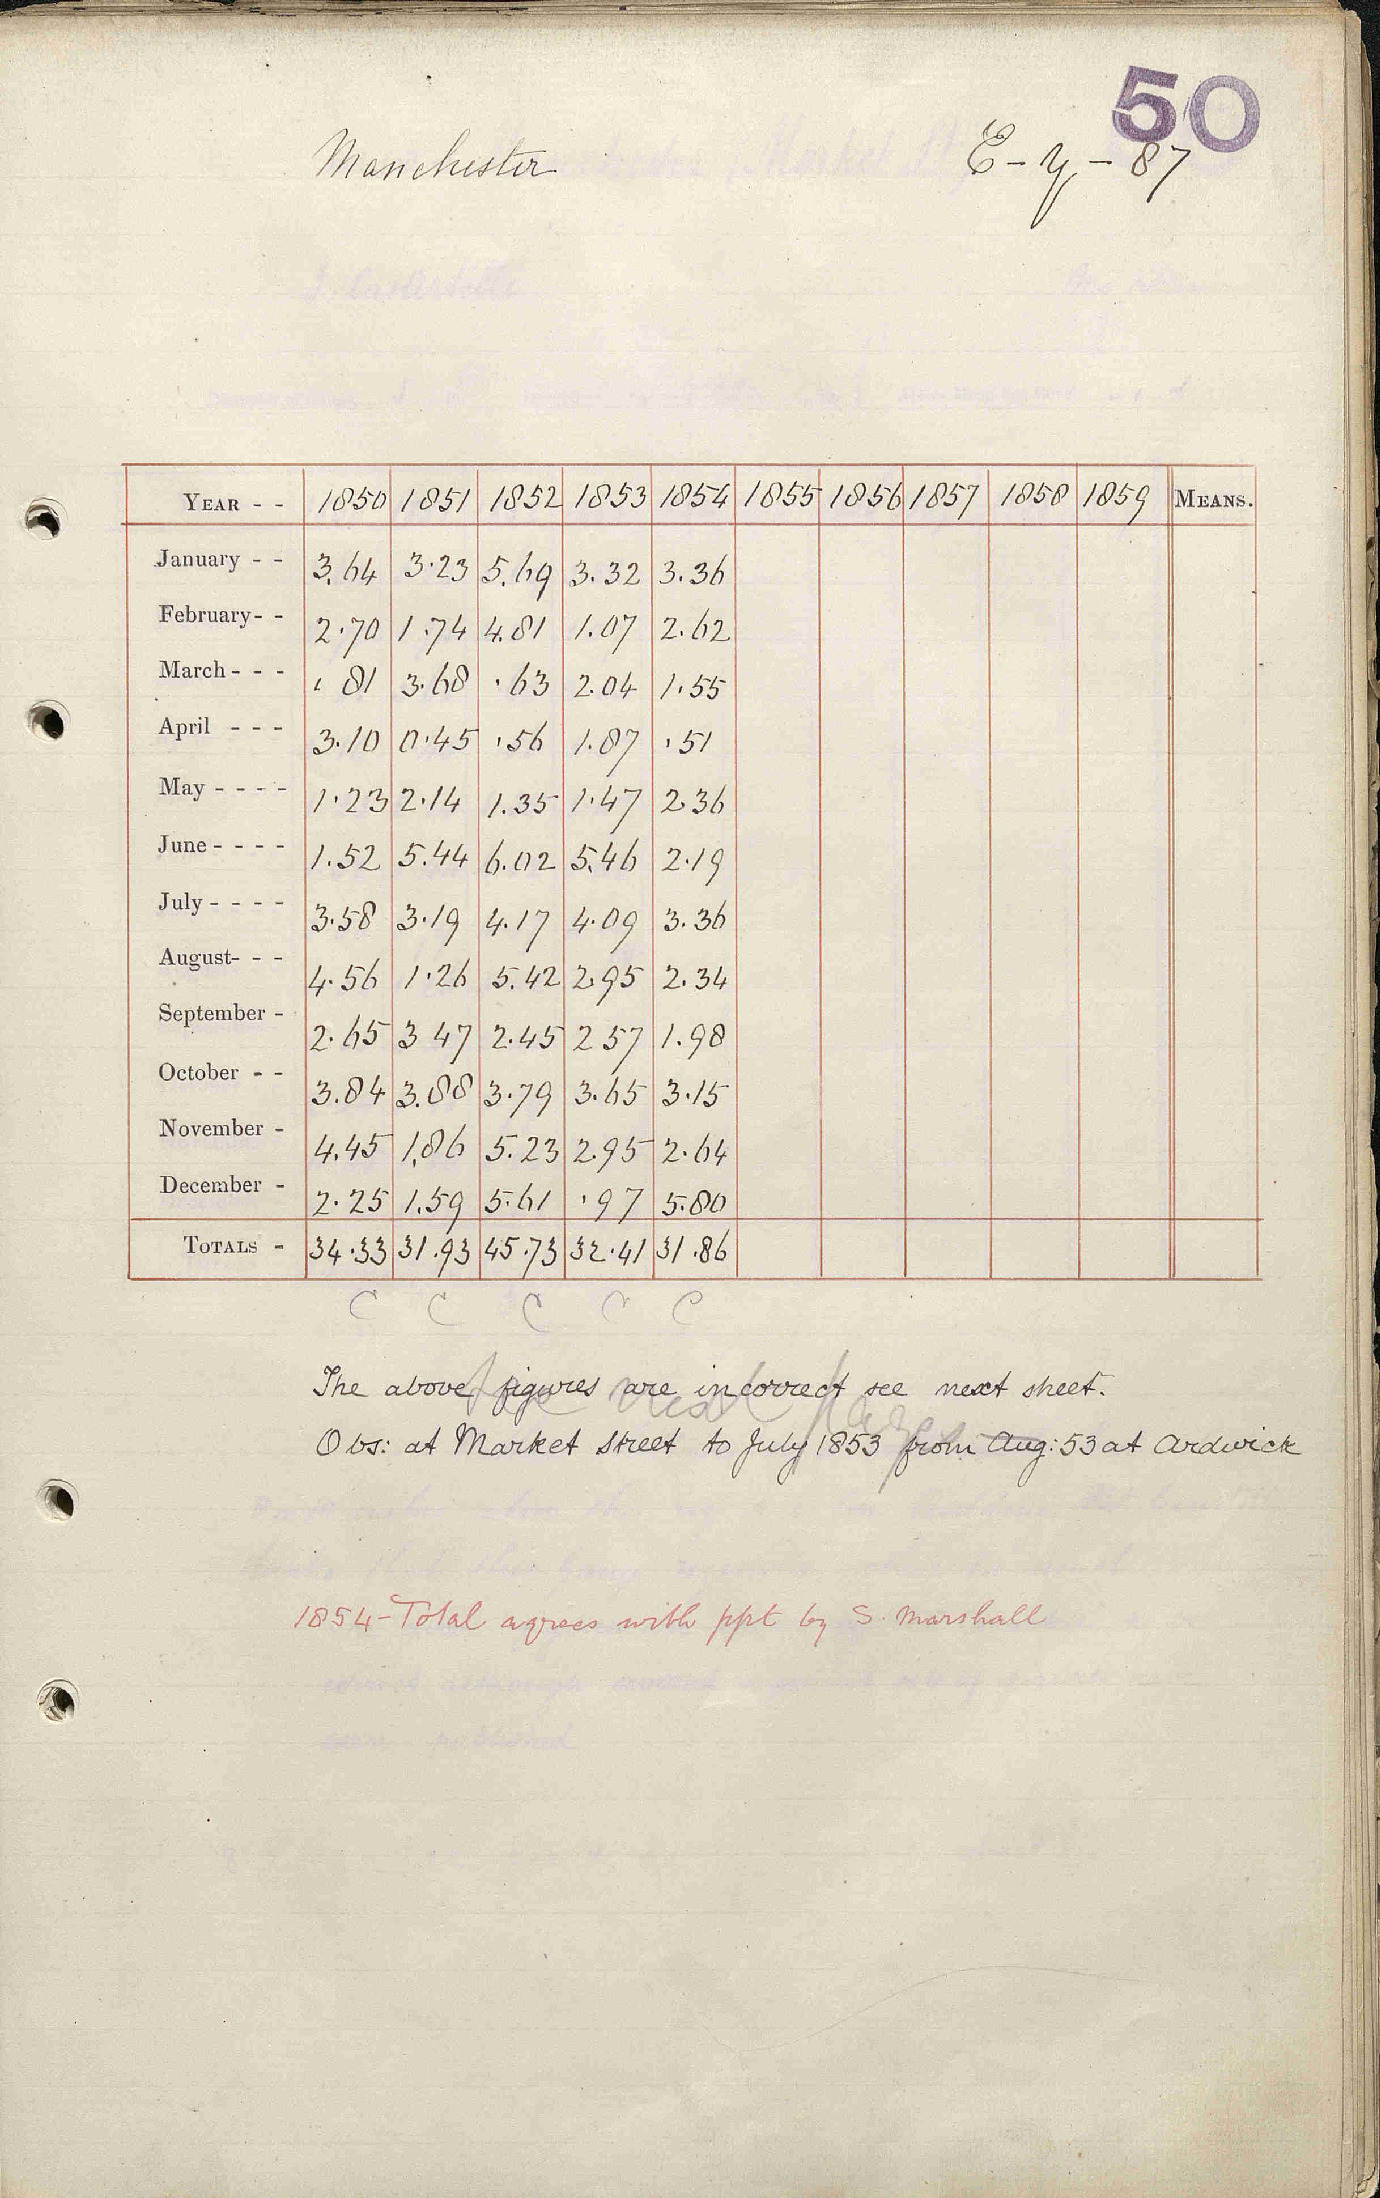 50
Manchester E-y-87
YEAR - - 1850 1851 1852 1853 1854 1855 1856 1857 1858 1859 MEANS.
January - - 3.64 3.23 5.69 3.32 3.36
February - - 2.70 1.74 4.81 1.07 2.62
March - - - .81 3.68 .63 2.04 1.55
April - - - 3.10 0.45 .56 1.87 .51
May - - - - 1.23 2.14 1.35 1.47 2.36
June - - - - 1.52 5.44 6.02 5.46 2.19
July - - - - 3.58 3.19 4.17 4.09 3.36
August- - - 4.56 1.26 5.42 2.95 2.34
September - 2.65 3 47 2.45 2 57 1.98
October - - 3.84 3.88 3.79 3.65 3.15
November - 4.45 1.86 5.23 2.95 2.64
December - 2.25 1.59 5.61 .97 5.80
TOTALS - 34.33 31.93 45.73 32.41 31.86
C C C C C
The above figures are incorrect see next sheet.
Obs: at Market Street to July 1853 from Aug: 53 at Ardwick
1854-Total agrees with ppt by S. Marshall